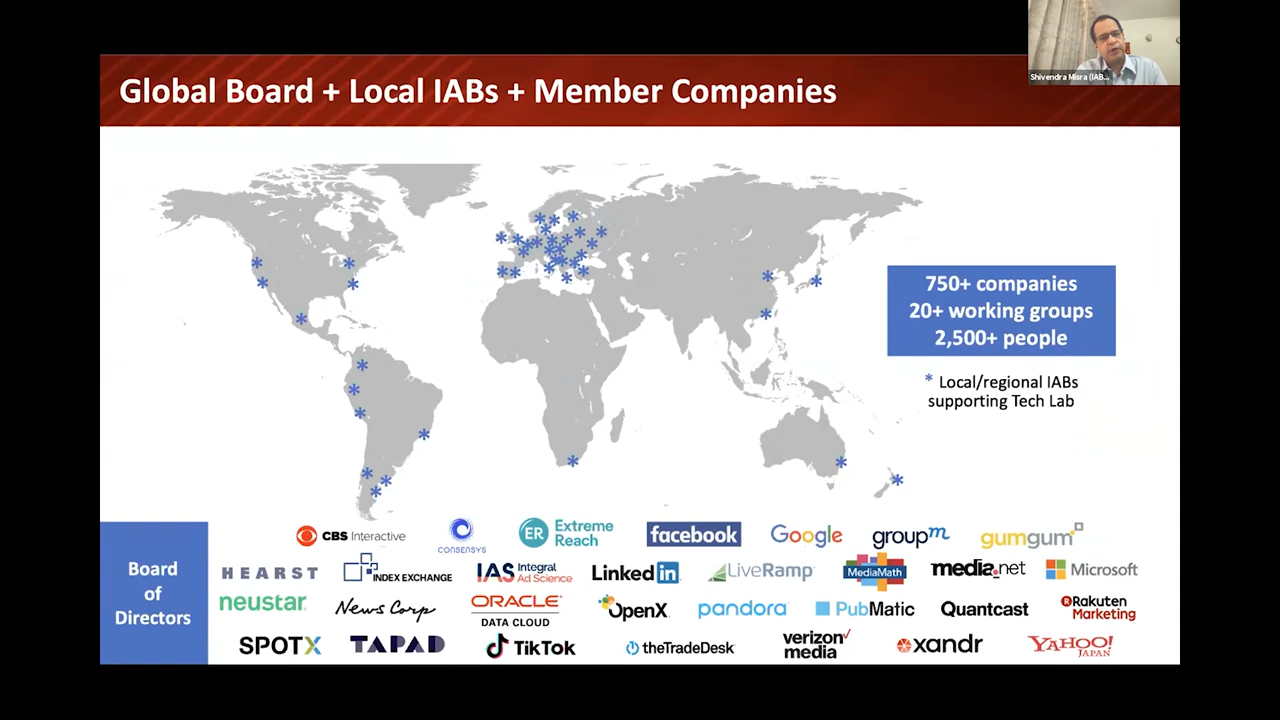 Shivendra Misra (IAB...
Global Board + Local IABs + Member Companies
750+ companies
20+ working groups
2,500+ people
* Local/regional IABs
supporting Tech Lab
Board
of
Directors
CBS Interactive
CONSENSYS
ER Extreme
Reach
facebook
Google
groupm
gumgum
HEARST
INDEX EXCHANGE
IAS Integral
Ad Science
Linked in
LiveRamp
MediaMath
media.net
Microsoft
neustar
News Corp
ORACLE
DATA CLOUD
OpenX
pandora
PubMatic
Quantcast
Rakuten
Marketing
SPOTX
TAPAD
TikTok
theTradeDesk
verizon
media
xandr
YAHOO!
JAPAN